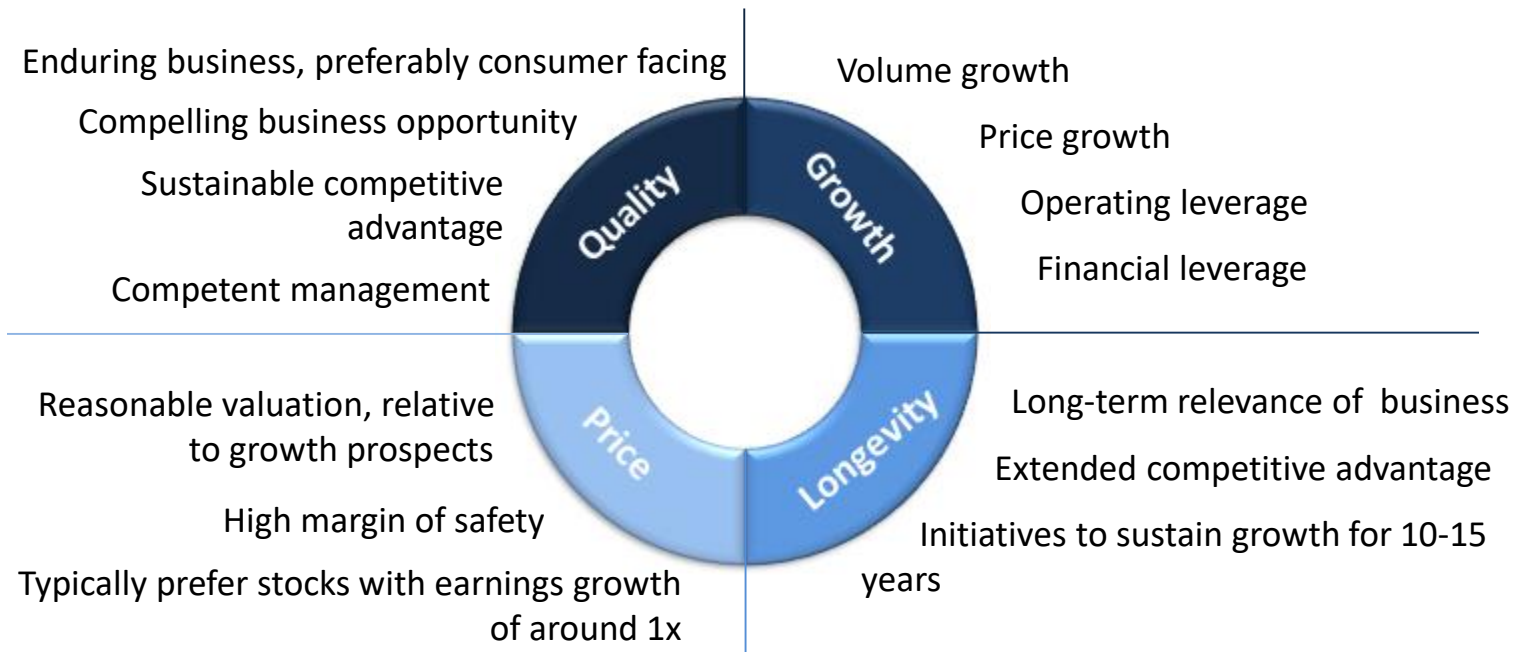 Enduring business, preferably consumer facing
Compelling business opportunity
Sustainable competitive
advantage
Competent management
Quality
Growth
Volume growth
Price growth
Operating leverage
Financial leverage
Reasonable valuation, relative
to growth prospects
High margin of safety
Typically prefer stocks with earnings growth
of around 1x
Price
Longevity
Long-term relevance of business
Extended competitive advantage
Initiatives to sustain growth for 10-15
years